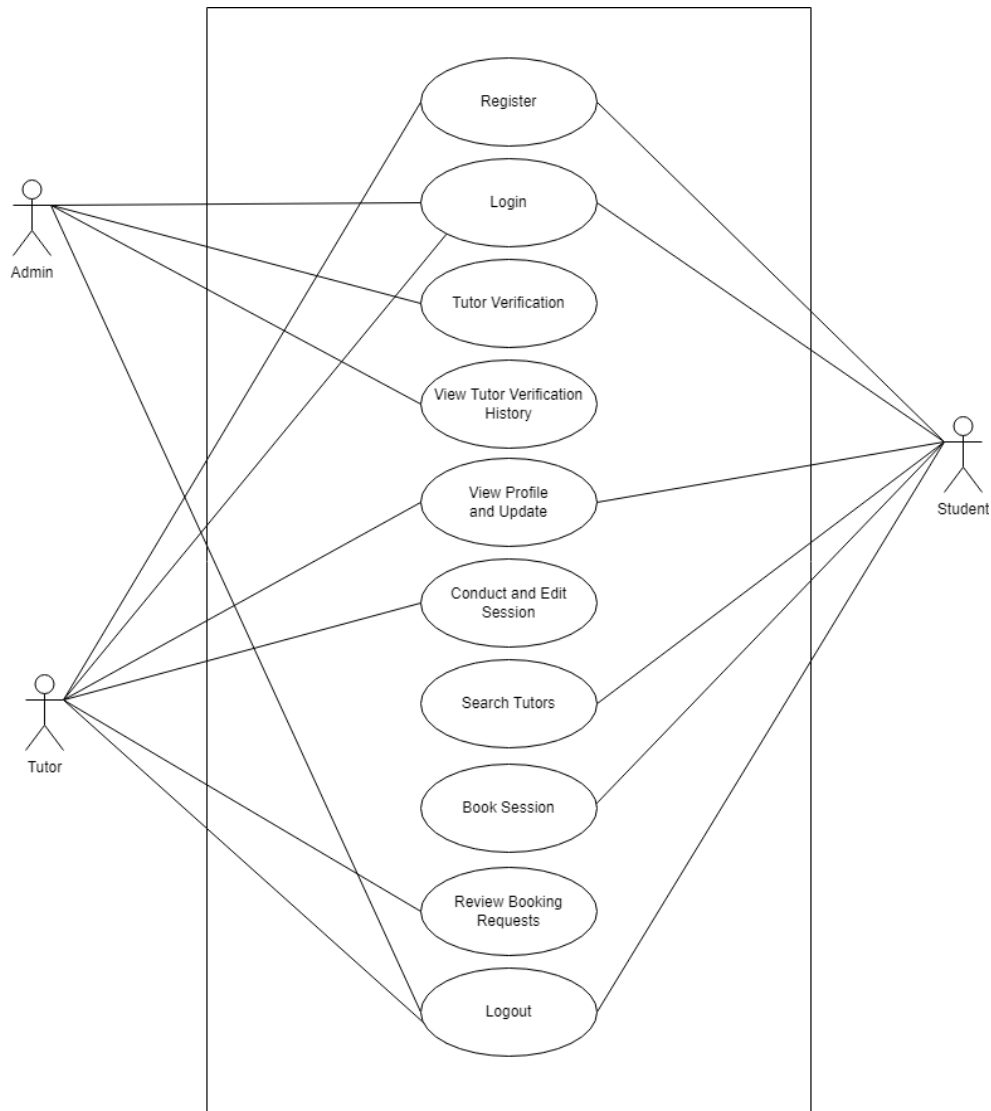 Register
Login
Admin
Tutor Verification
View Tutor Verification
History
View Profile
and Update
Student
Conduct and Edit
Session
Search Tutors
Tutor
Book Session
Review Booking
Requests
Logout